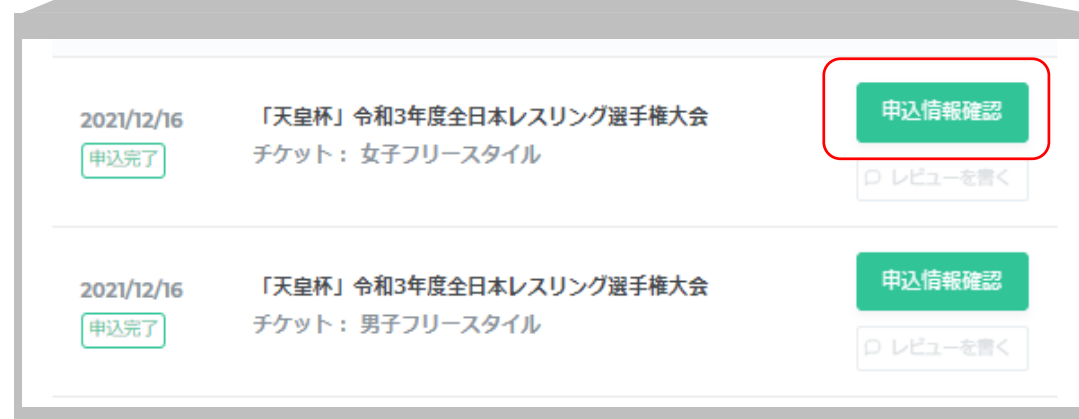 申込情報確認
2021/12/16 「天皇杯」令和3年度全日本レスリング選手権大会
申込完了 チケット： 女子フリースタイル
レビューを書く
申込情報確認
2021/12/16 「天皇杯」令和3年度全日本レスリング選手権大会
申込完了 チケット： 男子フリースタイル
レビューを書く